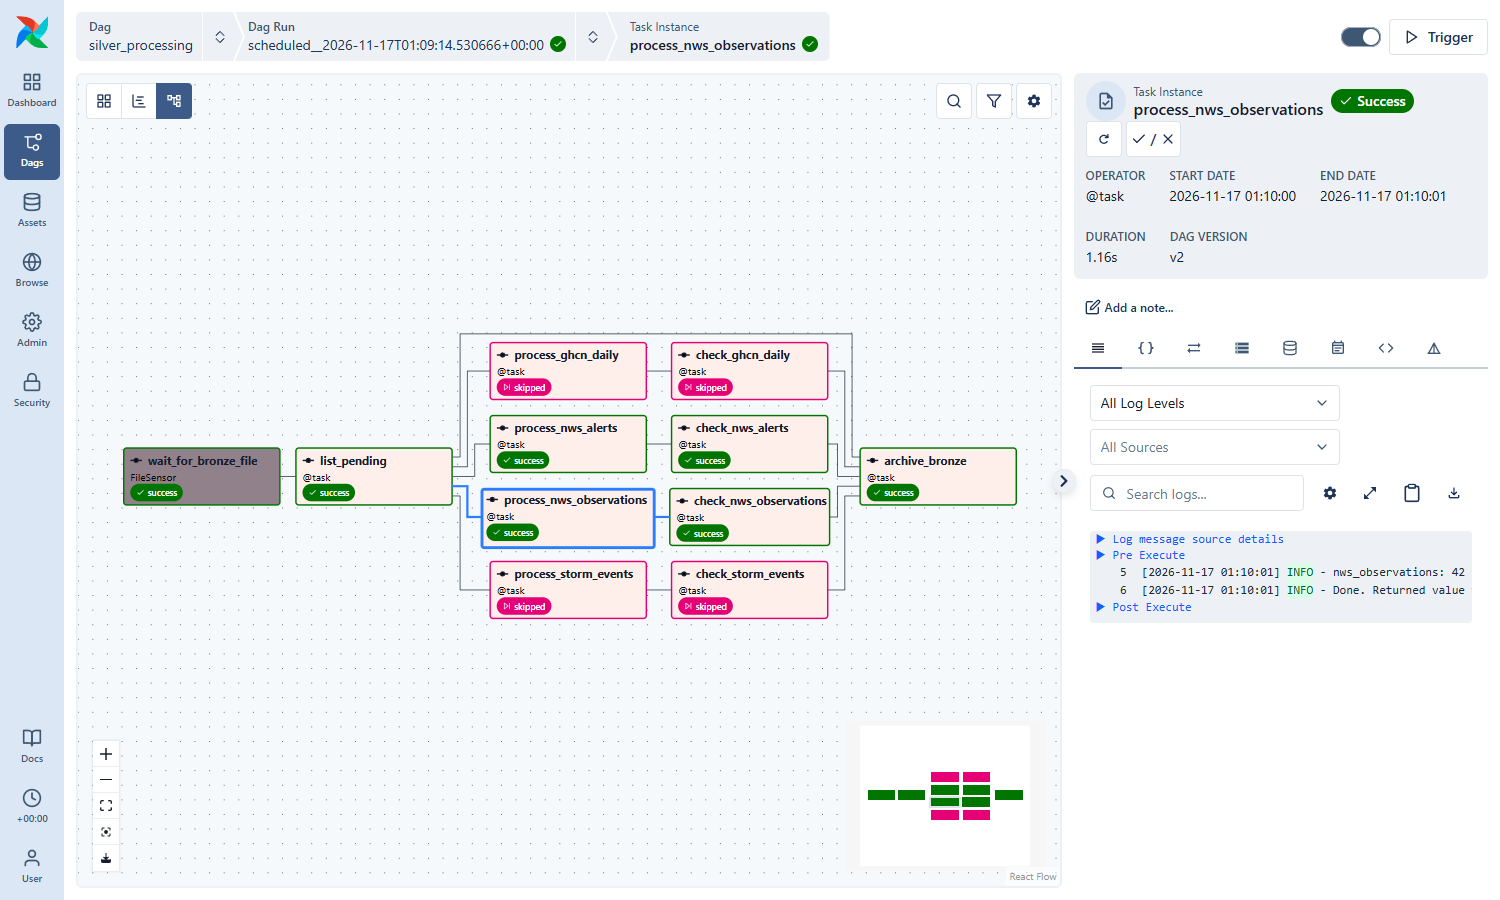 Dag
silver_processing
Dag Run
scheduled__2026-11-17T01:09:14.530666+00:00
Task Instance
process_nws_observations
Trigger
Dashboard
Dags
Assets
Browse
Admin
Security
Docs
+00:00
User
process_ghcn_daily
@task
skipped
check_ghcn_daily
@task
skipped
process_nws_alerts
@task
success
check_nws_alerts
@task
success
wait_for_bronze_file
FileSensor
success
list_pending
@task
success
archive_bronze
@task
success
process_nws_observations
@task
success
check_nws_observations
@task
success
process_storm_events
@task
skipped
check_storm_events
@task
skipped
React Flow
Task Instance
process_nws_observations
Success
/
OPERATOR
@task
START DATE
2026-11-17 01:10:00
END DATE
2026-11-17 01:10:01
DURATION
1.16s
DAG VERSION
v2
Add a note...
All Log Levels
All Sources
Search logs...
Log message source details
Pre Execute
5 [2026-11-17 01:10:01] INFO - nws_observations: 42
6 [2026-11-17 01:10:01] INFO - Done. Returned value
Post Execute